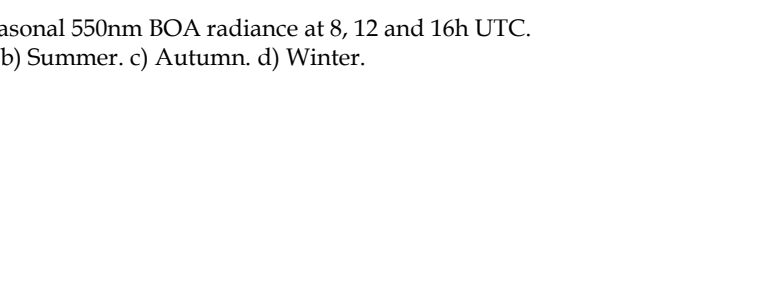 asonal 550nm BOA radiance at 8, 12 and 16h UTC.
b) Summer. c) Autumn. d) Winter.